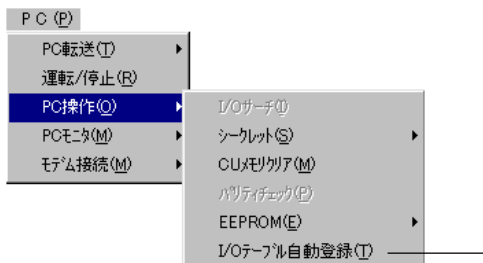 PC(P)
PC転送(T)
運転/停止(R)
PC操作(O)
PCモニタ(M)
モデム接続(M)
I/Oサーチ(I)
シークレット(S)
CUメモリクリア(M)
パリティチェック(P)
EEPROM(E)
I/Oテーブル自動登録(T)